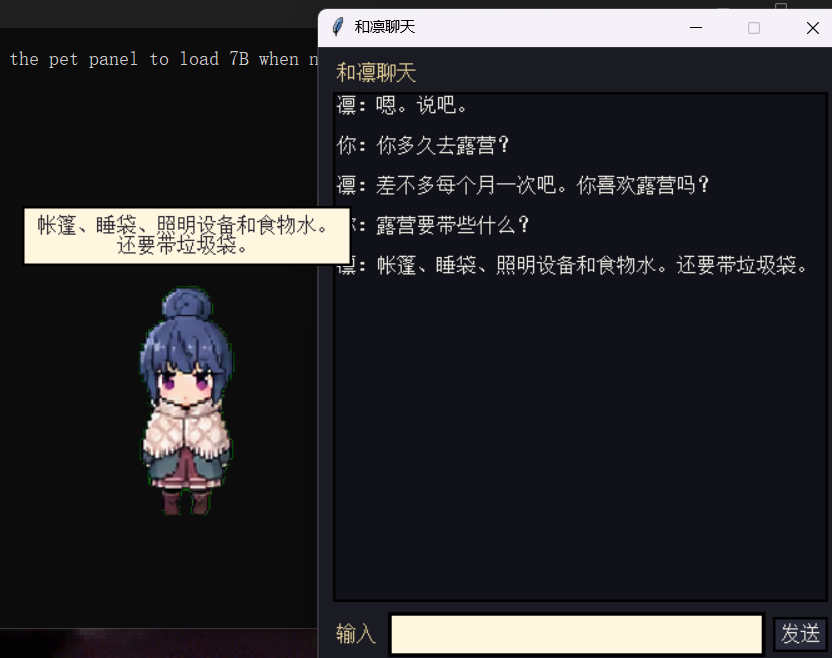 the pet panel to load 7B when n
和凛聊天
和凛聊天
凛：嗯。说吧。
你：你多久去露营？
凛：差不多每个月一次吧。你喜欢露营吗？
你：露营要带些什么？
凛：帐篷、睡袋、照明设备和食物水。还要带垃圾袋。
帐篷、睡袋、照明设备和食物水。
还要带垃圾袋。
输入
发送